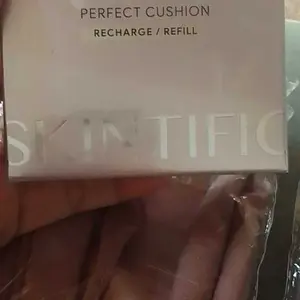 PERFECT CUSHION
RECHARGE / REFILL
SKINTIFIC